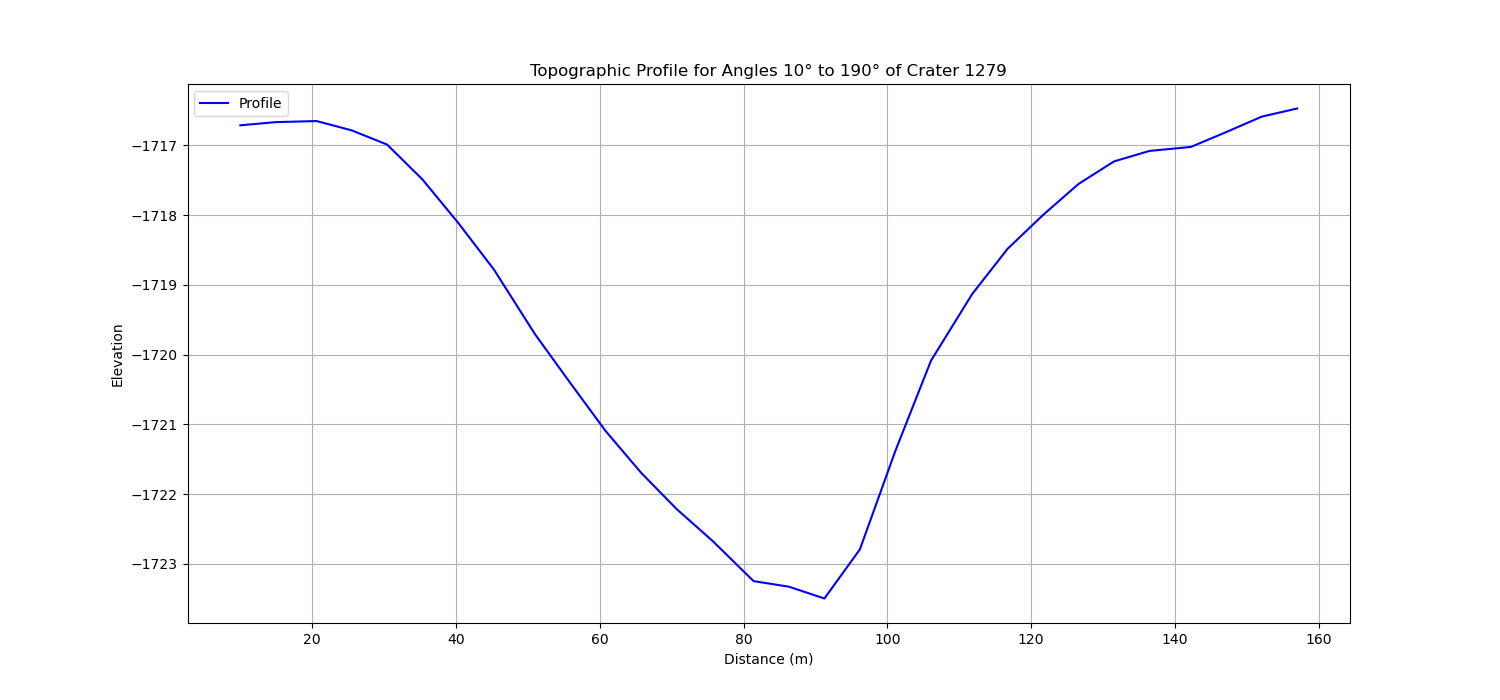 Topographic Profile for Angles 10° to 190° of Crater 1279
Profile
−1717
−1718
−1719
−1720
−1721
−1722
−1723
Elevation
20 40 60 80 100 120 140 160
Distance (m)